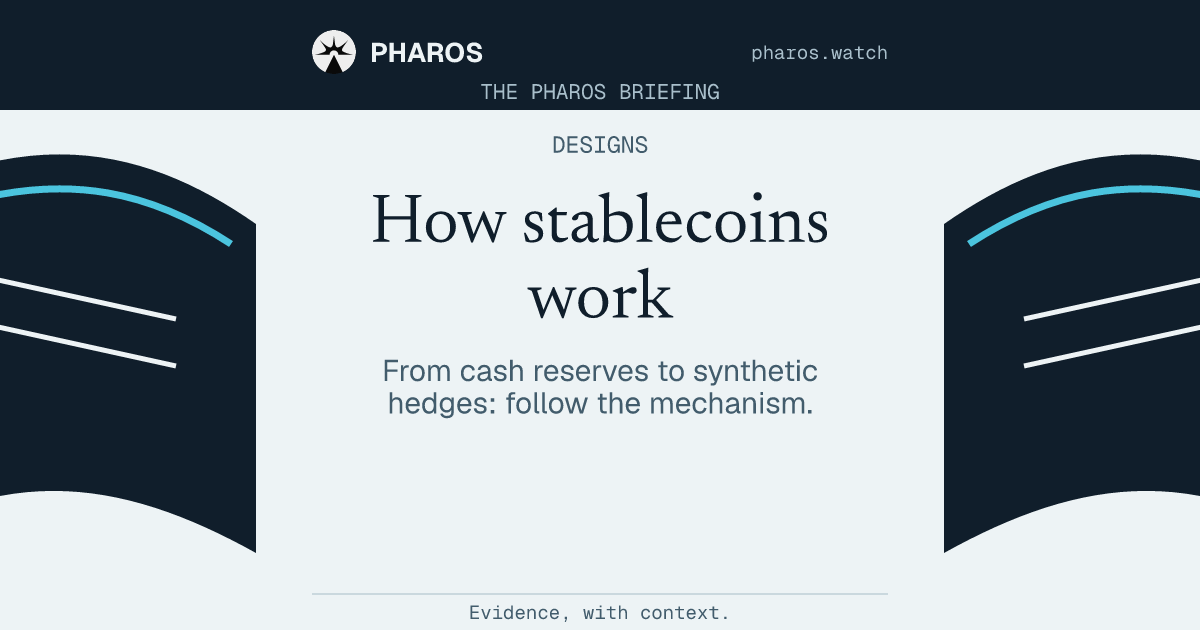 PHAROS
pharos.watch
THE PHAROS BRIEFING
DESIGNS
How stablecoins
work
From cash reserves to synthetic
hedges: follow the mechanism.
Evidence, with context.